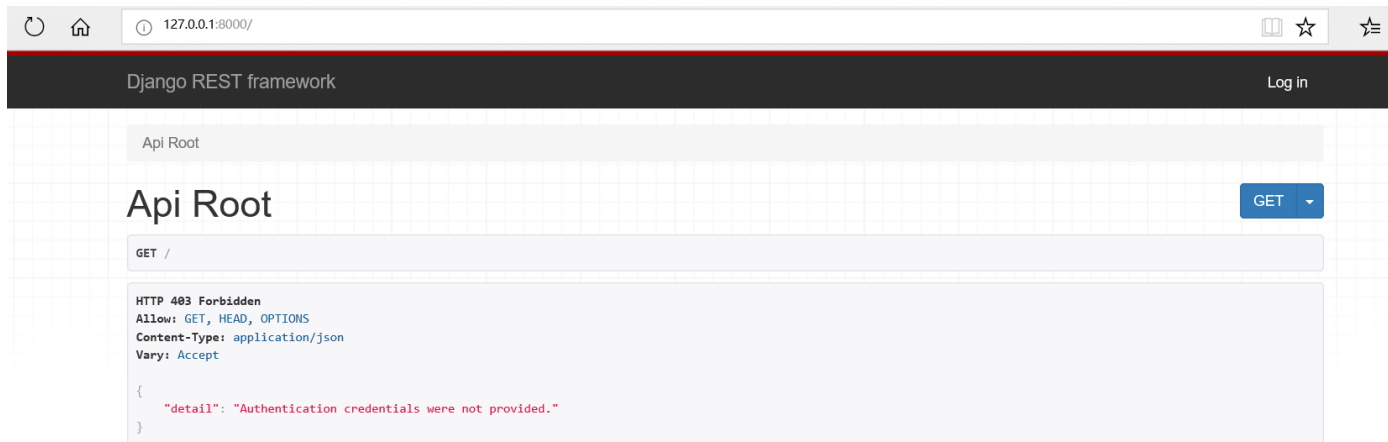 127.0.0.1:8000/
Django REST framework
Log in
Api Root
Api Root
GET
GET /
HTTP 403 Forbidden
Allow: GET, HEAD, OPTIONS
Content-Type: application/json
Vary: Accept
{
"detail": "Authentication credentials were not provided."
}